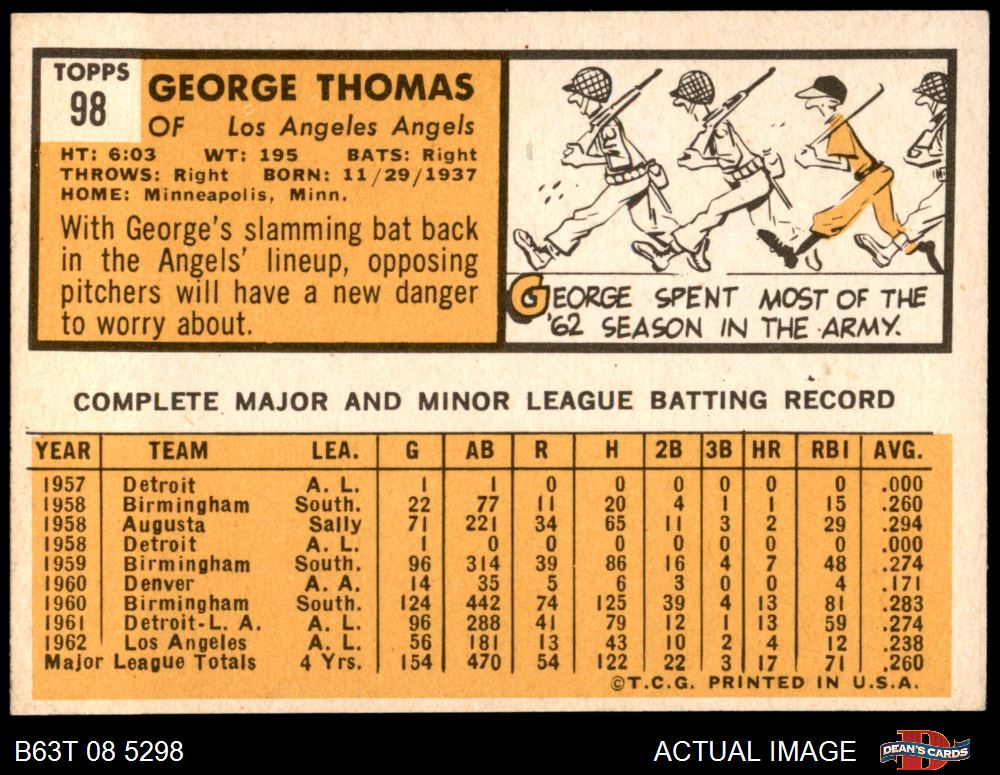 TOPPS
98
GEORGE THOMAS
OF Los Angeles Angels
HT: 6:03 WT: 195 BATS: Right
THROWS: Right BORN: 11/29/1937
HOME: Minneapolis, Minn.
With George's slamming bat back
in the Angels' lineup, opposing
pitchers will have a new danger
to worry about.
GEORGE SPENT MOST OF THE
'62 SEASON IN THE ARMY.
COMPLETE MAJOR AND MINOR LEAGUE BATTING RECORD
YEAR TEAM LEA. G AB R H 2B 3B HR RBI AVG.
1957 Detroit A. L. 1 1 0 0 0 0 0 0 .000
1958 Birmingham South. 22 77 11 20 4 1 1 15 .260
1958 Augusta Sally 71 221 34 65 11 3 2 29 .294
1958 Detroit A. L. 1 0 0 0 0 0 0 0 .000
1959 Birmingham South. 96 314 39 86 16 4 7 48 .274
1960 Denver A. A. 14 35 5 6 3 0 0 4 .171
1960 Birmingham South. 124 442 74 125 39 4 13 81 .283
1961 Detroit-L. A. A. L. 96 288 41 79 12 1 13 59 .274
1962 Los Angeles A. L. 56 181 13 43 10 2 4 12 .238
Major League Totals 4 Yrs. 154 470 54 122 22 3 17 71 .260
©T.C.G. PRINTED IN U.S.A.
B63T 08 5298 ACTUAL IMAGE DEAN'S CARDS